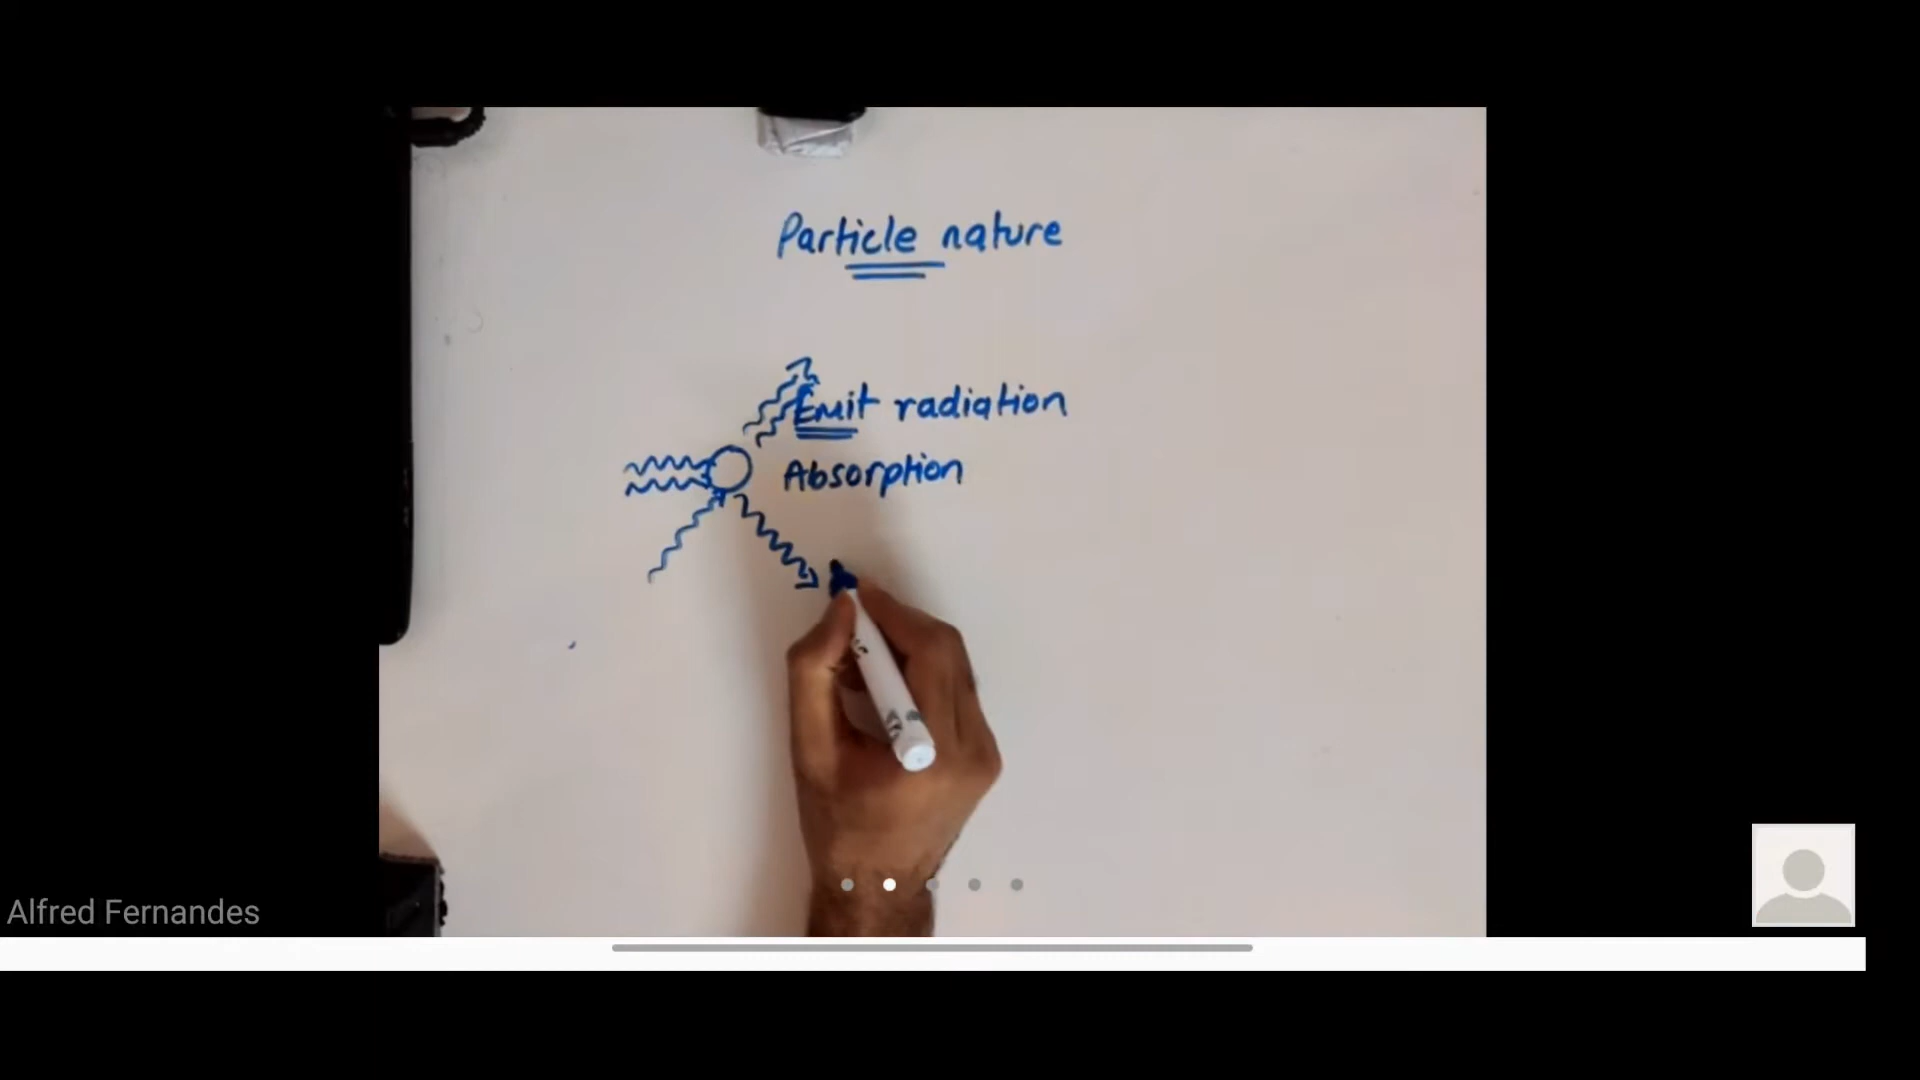 Particle nature
Emit radiation
Absorption
Alfred Fernandes